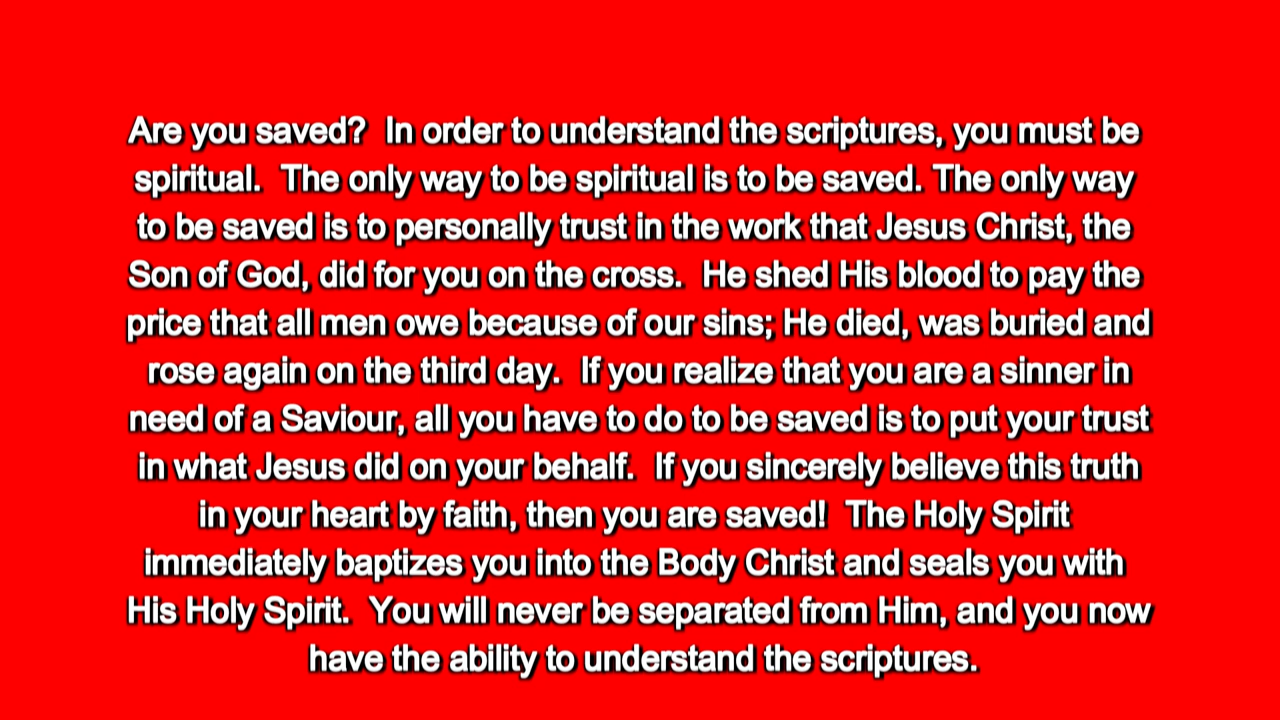 Are you saved?  In order to understand the scriptures, you must be
spiritual.  The only way to be spiritual is to be saved. The only way
to be saved is to personally trust in the work that Jesus Christ, the
Son of God, did for you on the cross.  He shed His blood to pay the
price that all men owe because of our sins; He died, was buried and
rose again on the third day.  If you realize that you are a sinner in
need of a Saviour, all you have to do to be saved is to put your trust
in what Jesus did on your behalf.  If you sincerely believe this truth
in your heart by faith, then you are saved!  The Holy Spirit
immediately baptizes you into the Body Christ and seals you with
His Holy Spirit.  You will never be separated from Him, and you now
have the ability to understand the scriptures.